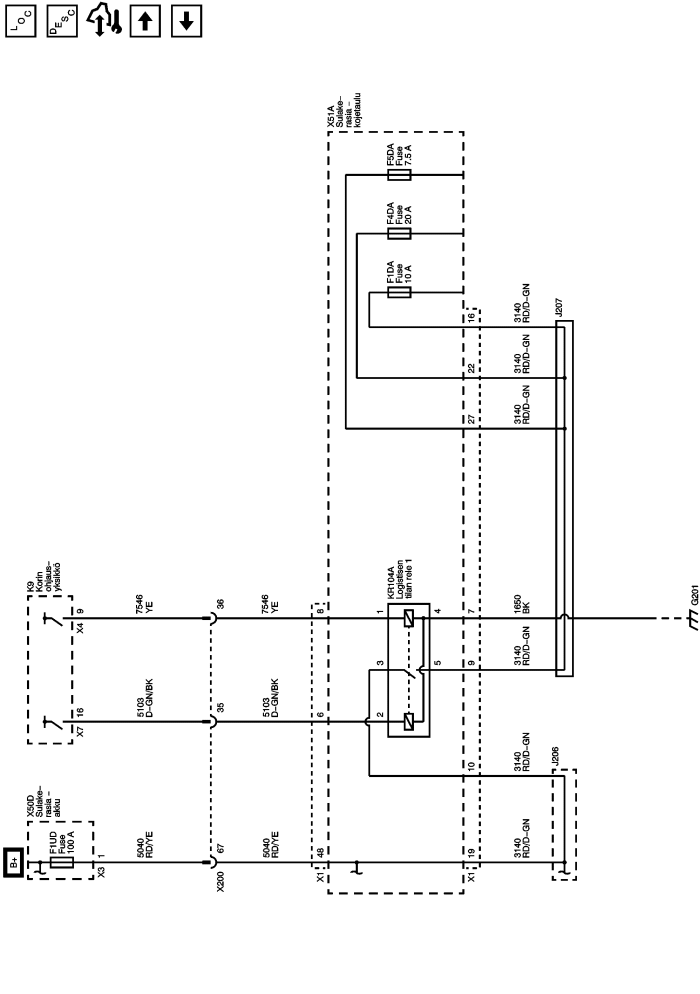 LOC
DESC
X51A
Sulake–
rasia –
kojetaulu
F5DA
Fuse
7.5 A
F4DA
Fuse
20 A
F1DA
Fuse
10 A
16
3140
RD/D–GN
J207
22
3140
RD/D–GN
27
3140
RD/D–GN
K9
Korin
ohjaus–
yksikkö
9
X4
7546
YE
36
7546
YE
8
KR104A
Logistisen
tilan rele 1
1
4
7
1650
BK
G201
3
5
9
3140
RD/D–GN
16
X7
5103
D–GN/BK
35
5103
D–GN/BK
6
2
10
3140
RD/D–GN
J206
X50D
Sulake–
rasia –
akku
B+
F1UD
Fuse
100 A
1
X3
5040
RD/YE
67
X200
5040
RD/YE
48
X1
19
X1
3140
RD/D–GN